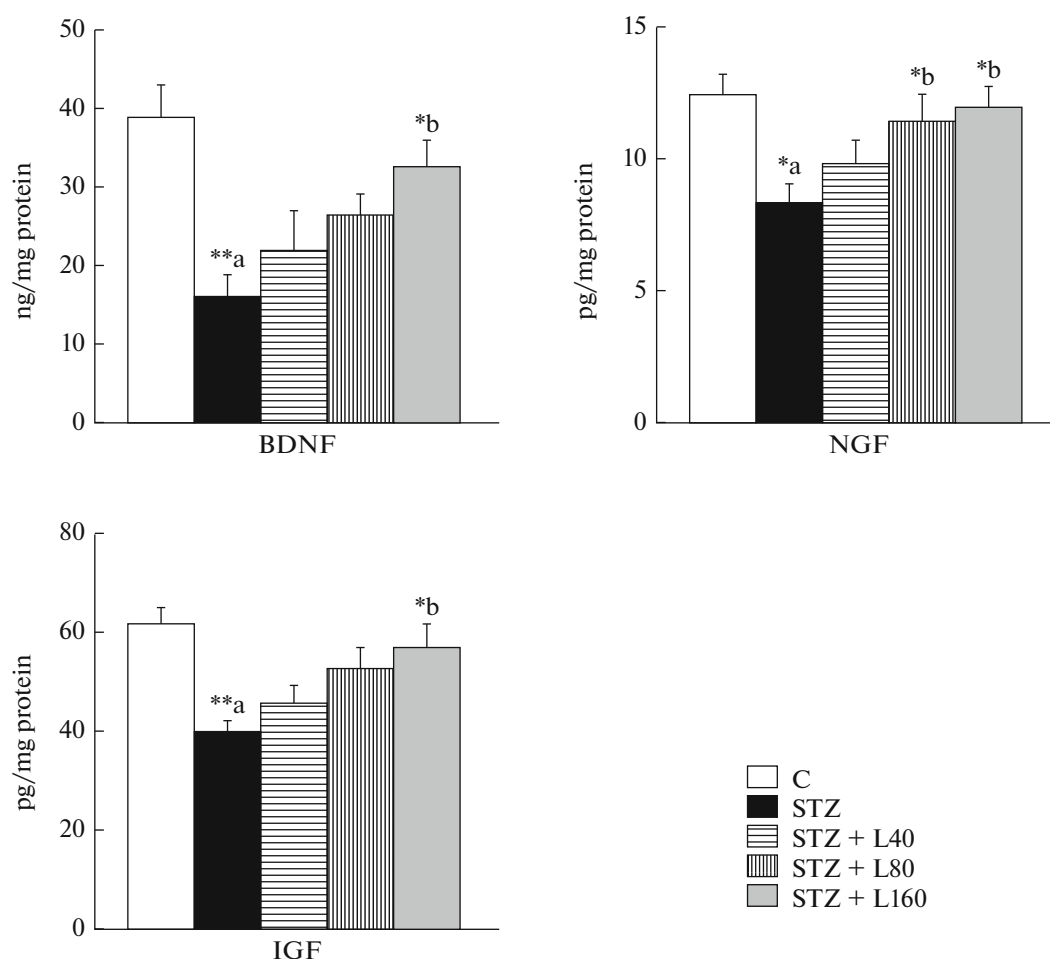 50
40
30
20
10
0
ng/mg protein
**a
*b
BDNF
15
10
5
0
pg/mg protein
*a
*b
*b
NGF
80
60
40
20
0
pg/mg protein
**a
*b
IGF
C
STZ
STZ + L40
STZ + L80
STZ + L160